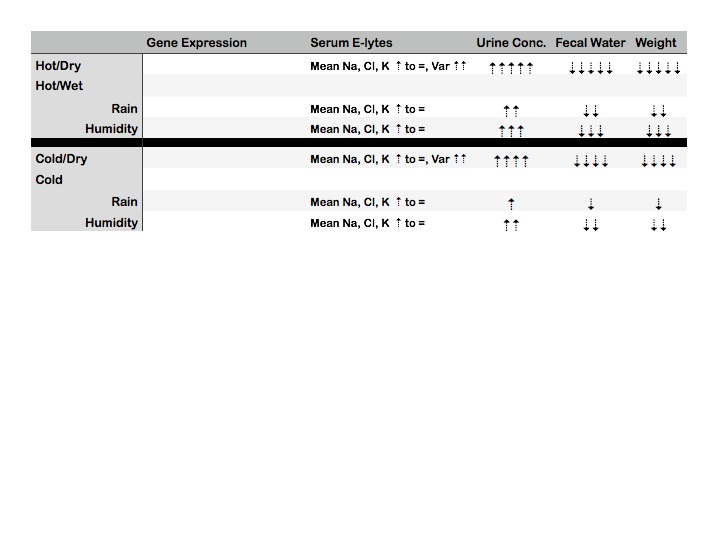 Gene Expression Serum E-lytes Urine Conc. Fecal Water Weight
Hot/Dry Mean Na, Cl, K ↑ to =, Var ↑↑ ↑↑↑↑↑ ↓↓↓↓↓ ↓↓↓↓↓
Hot/Wet
Rain Mean Na, Cl, K ↑ to = ↑↑ ↓↓ ↓↓
Humidity Mean Na, Cl, K ↑ to = ↑↑↑ ↓↓↓ ↓↓↓
Cold/Dry Mean Na, Cl, K ↑ to =, Var ↑↑ ↑↑↑↑ ↓↓↓↓ ↓↓↓↓
Cold
Rain Mean Na, Cl, K ↑ to = ↑ ↓ ↓
Humidity Mean Na, Cl, K ↑ to = ↑↑ ↓↓ ↓↓